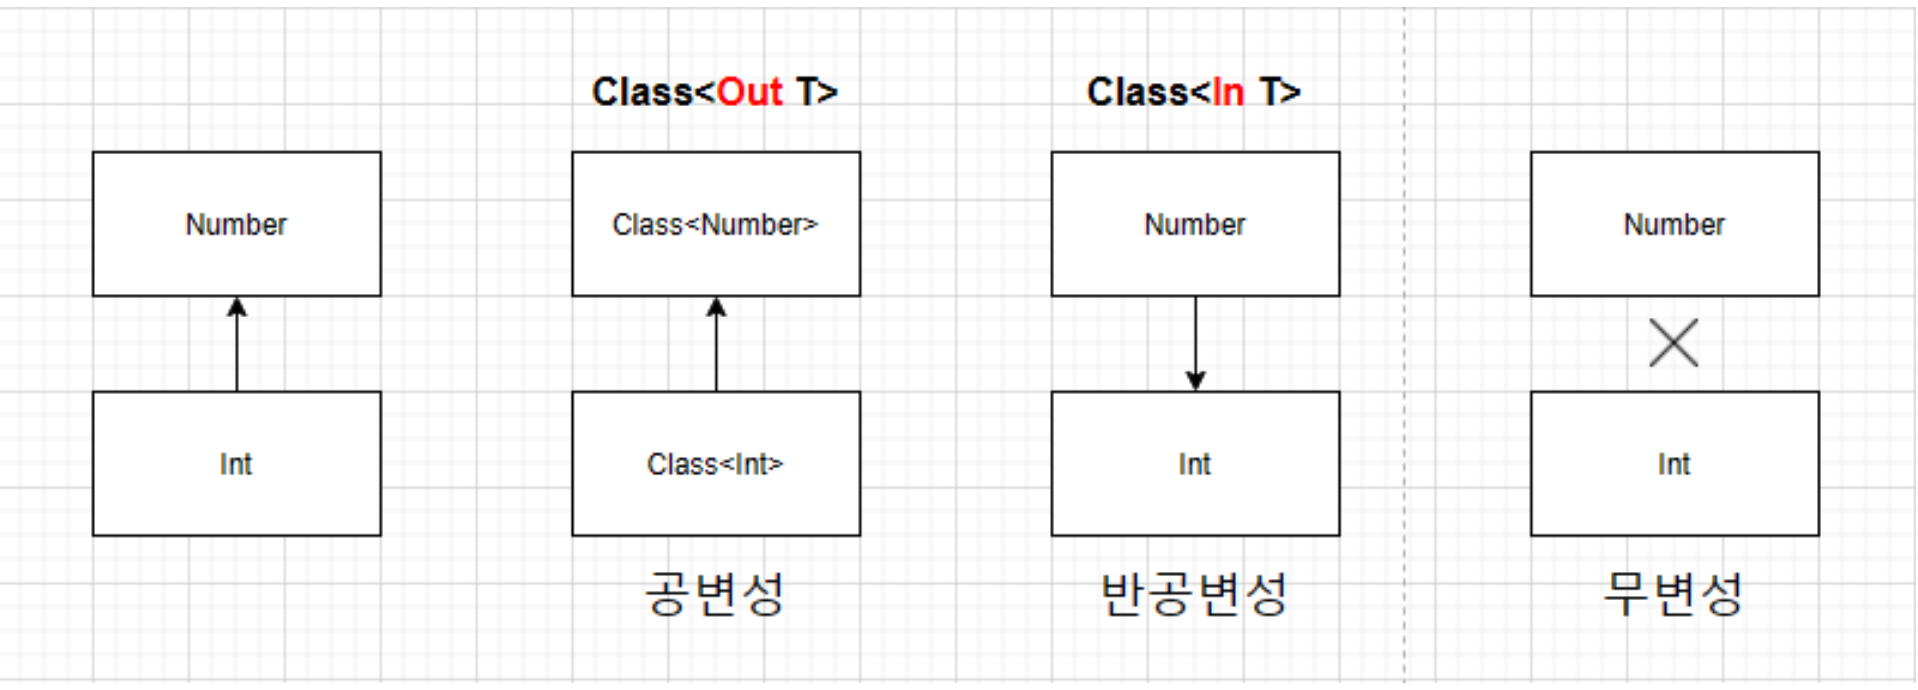 Class<Out T>
Class<In T>
Number
Class<Number>
Number
Number
Int
Class<Int>
Int
Int
공변성
반공변성
무변성